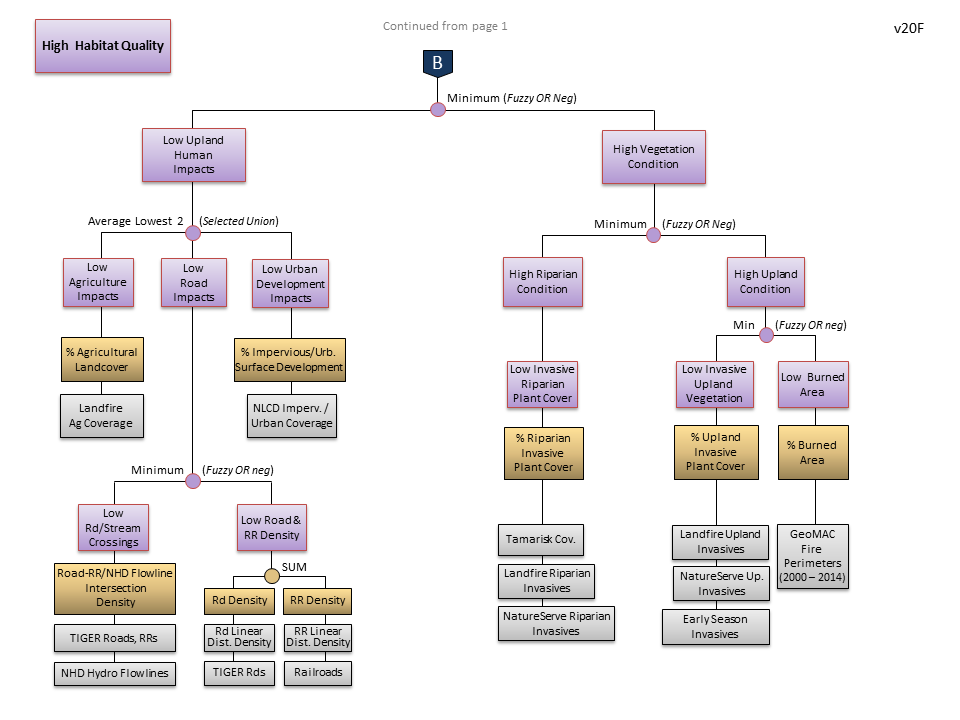 Continued from page 1
v20F
High Habitat Quality
B
Minimum (Fuzzy OR Neg)
Low Upland
Human
Impacts
High Vegetation
Condition
Average Lowest 2 (Selected Union)
Minimum (Fuzzy OR Neg)
Low
Agriculture
Impacts
Low
Road
Impacts
Low Urban
Development
Impacts
High Riparian
Condition
High Upland
Condition
Min (Fuzzy OR neg)
% Agricultural
Landcover
% Impervious/Urb.
Surface Development
Low Invasive
Riparian
Plant Cover
Low Invasive
Upland
Vegetation
Low Burned
Area
Landfire
Ag Coverage
NLCD Imperv. /
Urban Coverage
% Riparian
Invasive
Plant Cover
% Upland
Invasive
Plant Cover
% Burned
Area
Minimum (Fuzzy OR neg)
Low
Rd/Stream
Crossings
Low Road &
RR Density
Tamarisk Cov.
Landfire Upland
Invasives
GeoMAC
Fire
Perimeters
(2000 – 2014)
SUM
Road-RR/NHD Flowline
Intersection
Density
Rd Density
RR Density
Landfire Riparian
Invasives
NatureServe Up.
Invasives
NatureServe Riparian
Invasives
Early Season
Invasives
TIGER Roads, RRs
Rd Linear
Dist. Density
RR Linear
Dist. Density
NHD Hydro Flowlines
TIGER Rds
Railroads